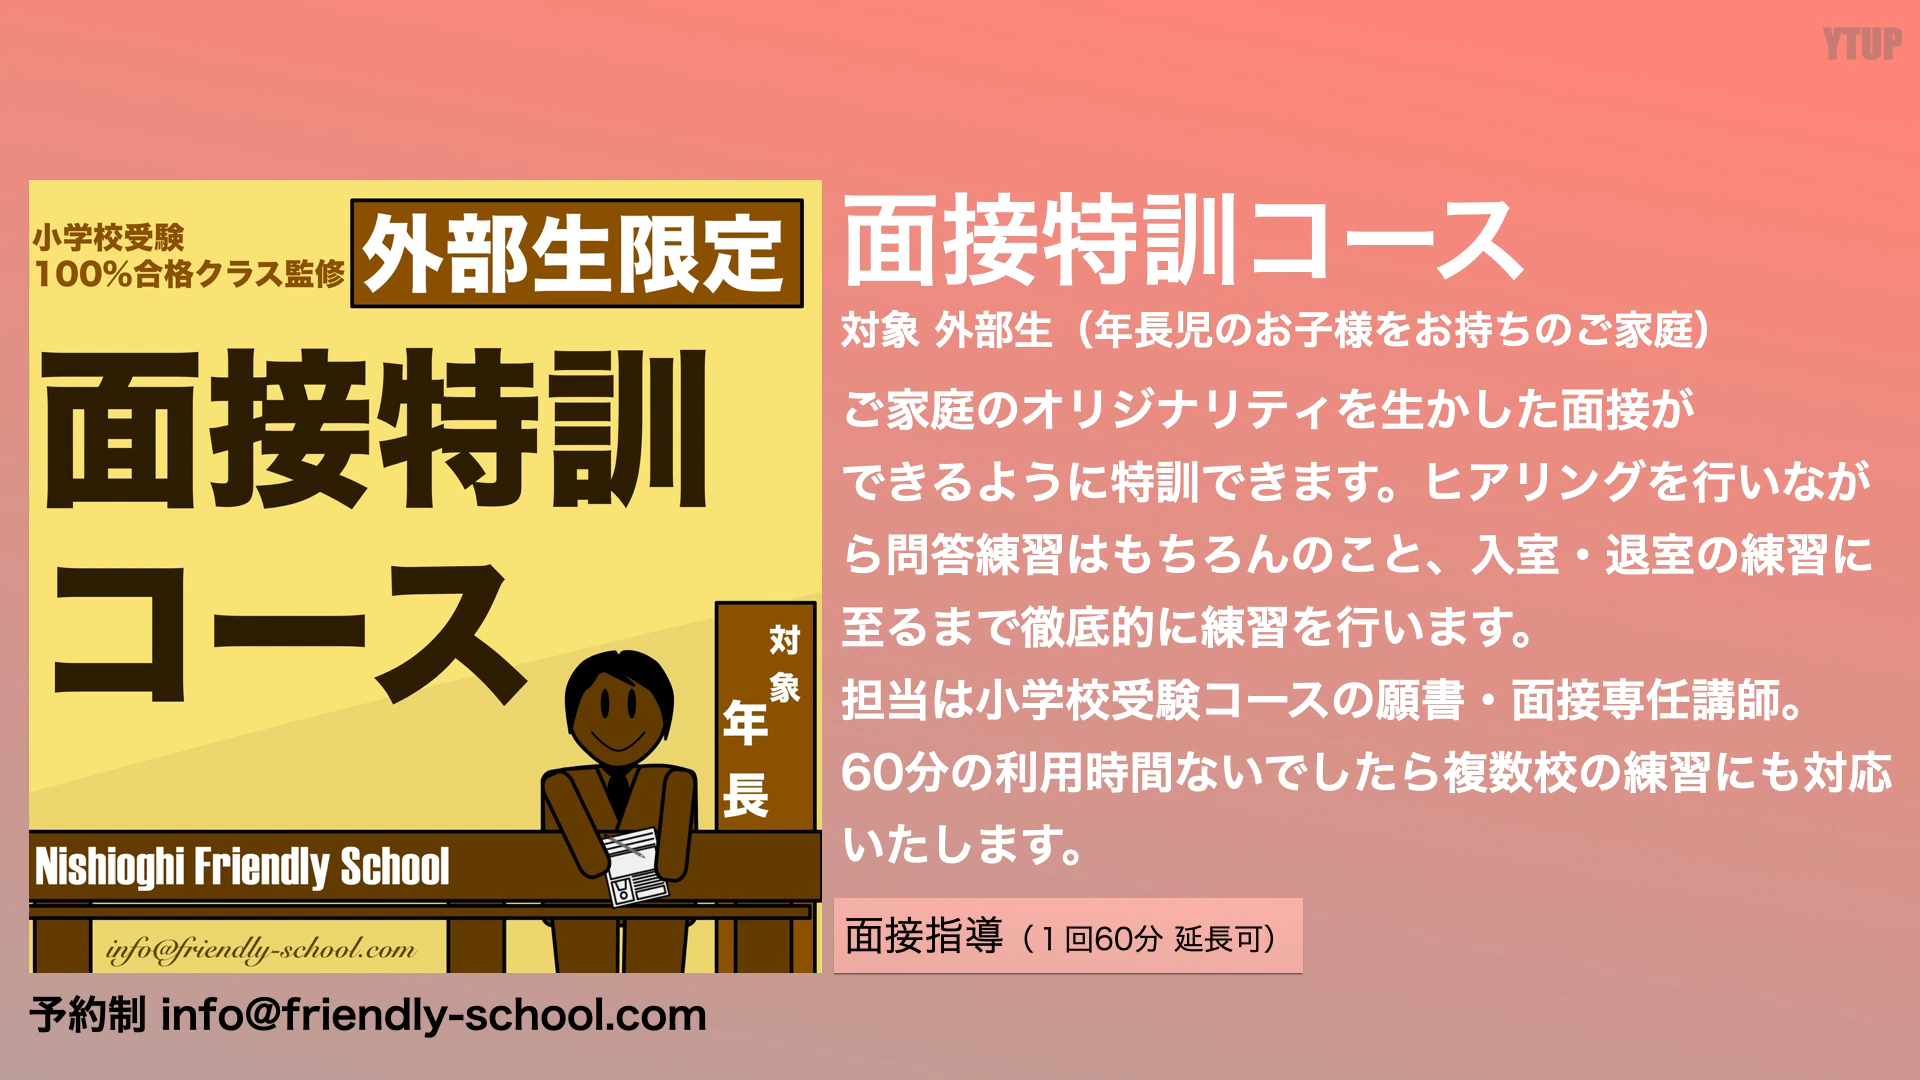 YTUP
小学校受験
100%合格クラス監修
外部生限定
面接特訓
コース
対象
年長
Nishioghi Friendly School
info@friendly-school.com
予約制 info@friendly-school.com
面接特訓コース
対象 外部生（年長児のお子様をお持ちのご家庭）
ご家庭のオリジナリティを生かした面接が
できるように特訓できます。ヒアリングを行いなが
ら問答練習はもちろんのこと、入室・退室の練習に
至るまで徹底的に練習を行います。
担当は小学校受験コースの願書・面接専任講師。
60分の利用時間ないでしたら複数校の練習にも対応
いたします。
面接指導（１回60分 延長可）